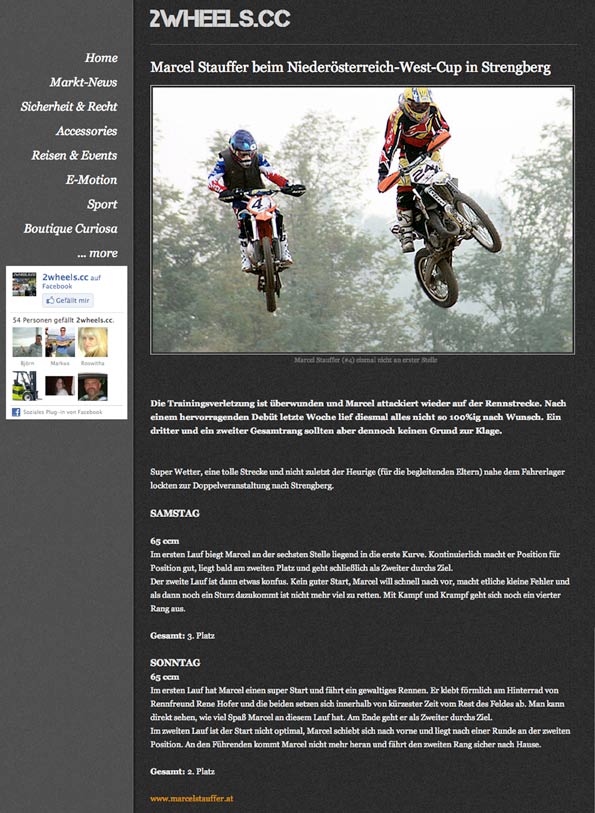 2WHEELS.CC
Home
Markt-News
Sicherheit & Recht
Accessories
Reisen & Events
E-Motion
Sport
Boutique Curiosa
... more
2wheels.cc auf
Facebook
Gefällt mir
54 Personen gefällt 2wheels.cc.
Björn
Markus
Roswitha
Soziales Plug-in von Facebook
Marcel Stauffer beim Niederösterreich-West-Cup in Strengberg
4
Marcel Stauffer (#4) einmal nicht an erster Stelle
Die Trainingsverletzung ist überwunden und Marcel attackiert wieder auf der Rennstrecke. Nach
einem hervorragenden Debüt letzte Woche lief diesmal alles nicht so 100%ig nach Wunsch. Ein
dritter und ein zweiter Gesamtrang sollten aber dennoch keinen Grund zur Klage.
Super Wetter, eine tolle Strecke und nicht zuletzt der Heurige (für die begleitenden Eltern) nahe dem Fahrerlager
lockten zur Doppelveranstaltung nach Strengberg.
SAMSTAG
65 ccm
Im ersten Lauf biegt Marcel an der sechsten Stelle liegend in die erste Kurve. Kontinuierlich macht er Position für
Position gut, liegt bald am zweiten Platz und geht schließlich als Zweiter durchs Ziel.
Der zweite Lauf ist dann etwas konfus. Kein guter Start, Marcel will schnell nach vor, macht etliche kleine Fehler und
als dann noch ein Sturz dazukommt ist nicht mehr viel zu retten. Mit Kampf und Krampf geht sich noch ein vierter
Rang aus.
Gesamt: 3. Platz
SONNTAG
65 ccm
Im ersten Lauf hat Marcel einen super Start und fährt ein gewaltiges Rennen. Er klebt förmlich am Hinterrad von
Rennfreund Rene Hofer und die beiden setzen sich innerhalb von kürzester Zeit vom Rest des Feldes ab. Man kann
direkt sehen, wie viel Spaß Marcel an diesem Lauf hat. Am Ende geht er als Zweiter durchs Ziel.
Im zweiten Lauf ist der Start nicht optimal, Marcel schiebt sich nach vorne und liegt nach einer Runde an der zweiten
Position. An den Führenden kommt Marcel nicht mehr heran und fährt den zweiten Rang sicher nach Hause.
Gesamt: 2. Platz
www.marcelstauffer.at